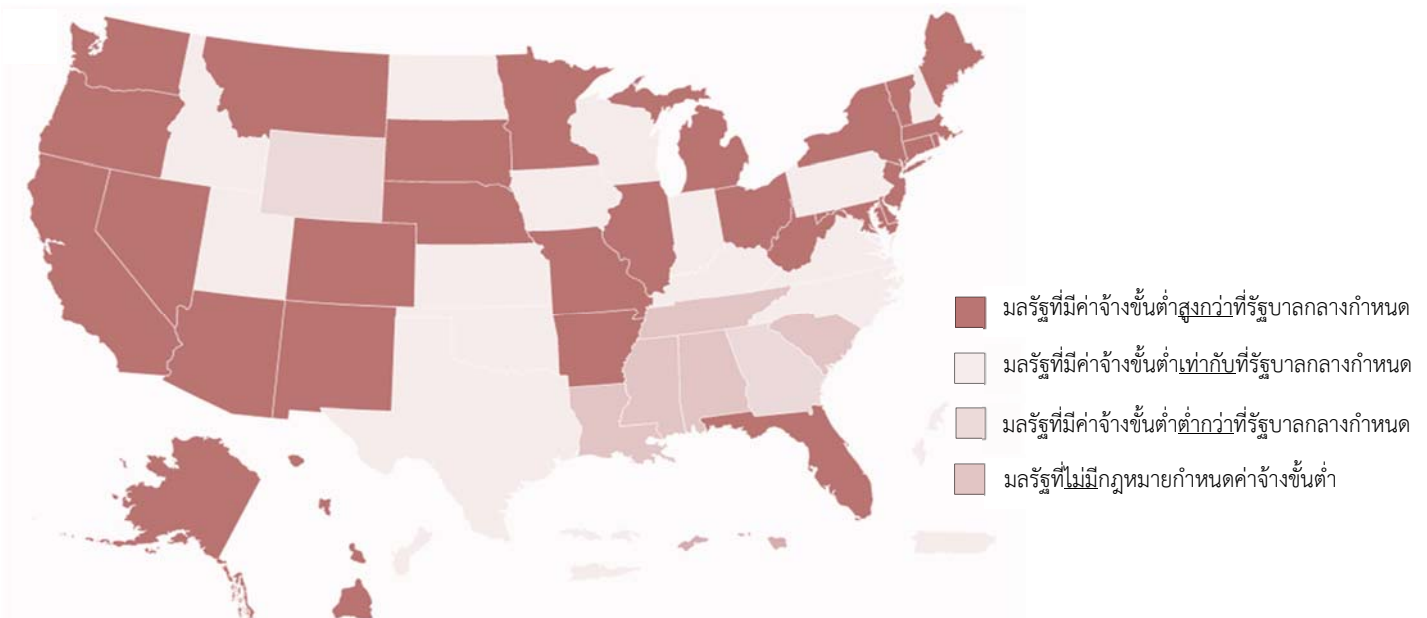 มลรัฐที่มีค่าจ้างขั้นต่ำสูงกว่าที่รัฐบาลกลางกำหนด
มลรัฐที่มีค่าจ้างขั้นต่ำเท่ากับที่รัฐบาลกลางกำหนด
มลรัฐที่มีค่าจ้างขั้นต่ำต่ำกว่าที่รัฐบาลกลางกำหนด
มลรัฐที่ไม่มีกฎหมายกำหนดค่าจ้างขั้นต่ำ